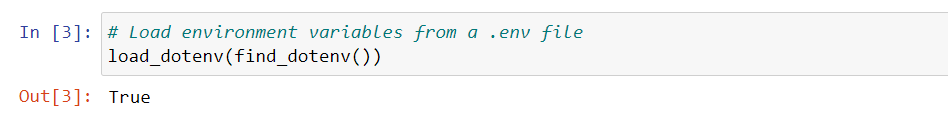 In [3]: # Load environment variables from a .env file
load_dotenv(find_dotenv())
Out[3]: True